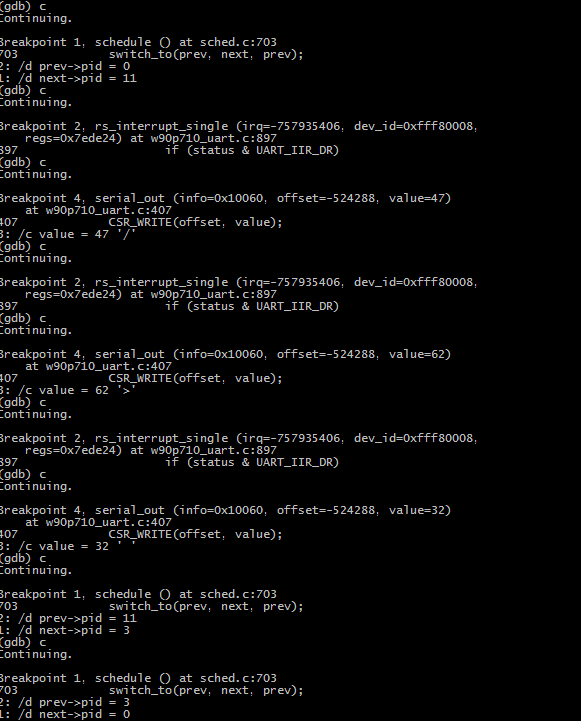 (gdb) c
Continuing.
Breakpoint 1, schedule () at sched.c:703
703 switch_to(prev, next, prev);
2: /d prev->pid = 0
1: /d next->pid = 11
(gdb) c
Continuing.
Breakpoint 2, rs_interrupt_single (irq=-757935406, dev_id=0xfff80008,
regs=0x7ede24) at w90p710_uart.c:897
897 if (status & UART_IIR_DR)
(gdb) c
Continuing.
Breakpoint 4, serial_out (info=0x10060, offset=-524288, value=47)
at w90p710_uart.c:407
407 CSR_WRITE(offset, value);
3: /c value = 47 '/'
(gdb) c
Continuing.
Breakpoint 2, rs_interrupt_single (irq=-757935406, dev_id=0xfff80008,
regs=0x7ede24) at w90p710_uart.c:897
897 if (status & UART_IIR_DR)
(gdb) c
Continuing.
Breakpoint 4, serial_out (info=0x10060, offset=-524288, value=62)
at w90p710_uart.c:407
407 CSR_WRITE(offset, value);
3: /c value = 62 '>'
(gdb) c
Continuing.
Breakpoint 2, rs_interrupt_single (irq=-757935406, dev_id=0xfff80008,
regs=0x7ede24) at w90p710_uart.c:897
897 if (status & UART_IIR_DR)
(gdb) c
Continuing.
Breakpoint 4, serial_out (info=0x10060, offset=-524288, value=32)
at w90p710_uart.c:407
407 CSR_WRITE(offset, value);
3: /c value = 32 ' '
(gdb) c
Continuing.
Breakpoint 1, schedule () at sched.c:703
703 switch_to(prev, next, prev);
2: /d prev->pid = 11
1: /d next->pid = 3
(gdb) c
Continuing.
Breakpoint 1, schedule () at sched.c:703
703 switch_to(prev, next, prev);
2: /d prev->pid = 3
1: /d next->pid = 0